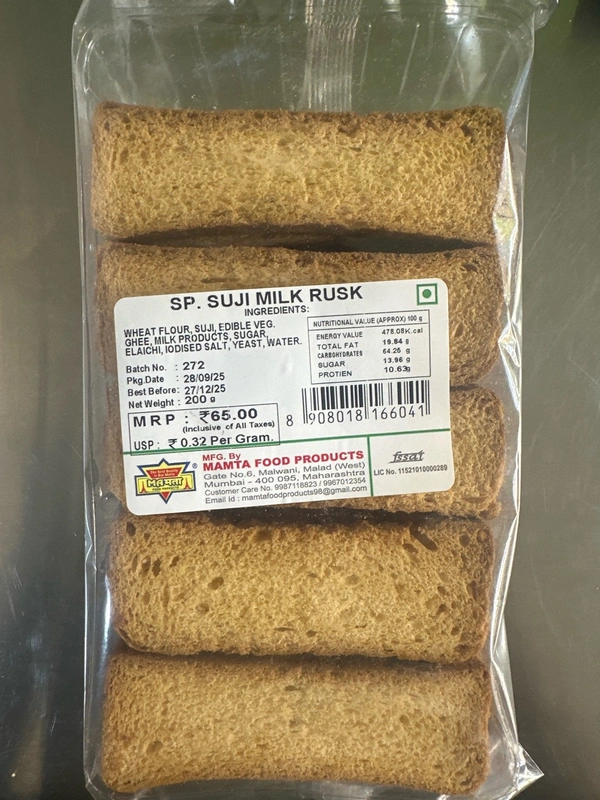 SP. SUJI MILK RUSK
INGREDIENTS:
WHEAT FLOUR, SUJI, EDIBLE VEG.
GHEE, MILK PRODUCTS, SUGAR.
ELAICHI, IODISED SALT, YEAST, WATER.
NUTRITIONAL VALUE (APPROX) 100 g
ENERGY VALUE 478.08K.cal
TOTAL FAT 19.84 g
CARBOHYDRATES 64.26 g
SUGAR 13.96 g
PROTIEN 10.63g
Batch No. : 272
Pkg.Date : 28/09/25
Best Before: 27/12/25
Net Weight : 200 g
MRP : ₹65.00
(Inclusive of All Taxes)
USP : ₹ 0.32 Per Gram.
8 908018 166041
MFG. By
MAMTA FOOD PRODUCTS
Gate No.6, Malwani, Malad (West)
Mumbai - 400 095, Maharashtra
Customer Care No. 9987118823 / 9967012354
Email Id : mamtafoodproducts98@gmail.com
ममता
®
fssai
LIC No. 11521010000289